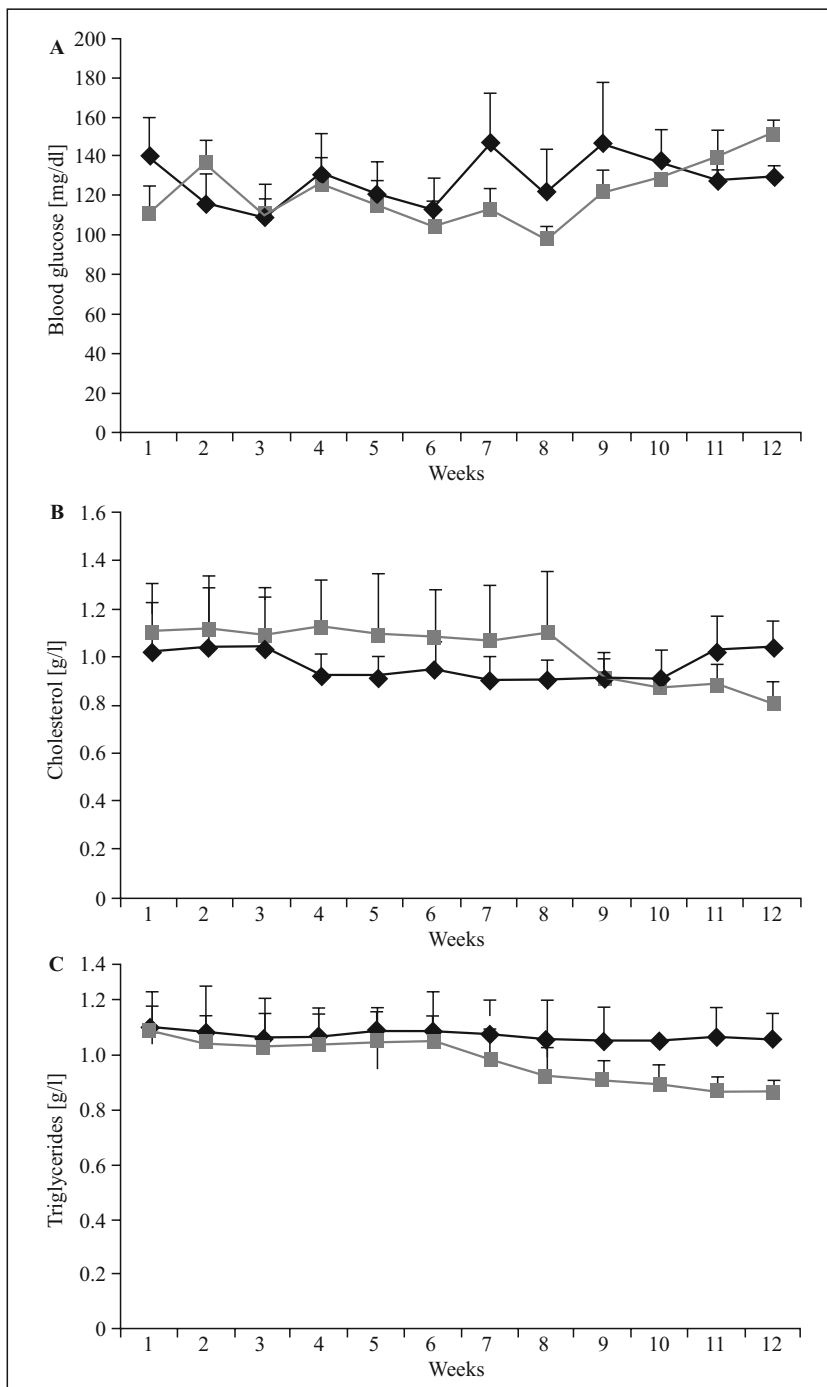 A
Blood glucose [mg/dl]
200
180
160
140
120
100
80
60
40
20
0
1 2 3 4 5 6 7 8 9 10 11 12
Weeks
B
Cholesterol [g/l]
1.6
1.4
1.2
1.0
0.8
0.6
0.4
0.2
0
1 2 3 4 5 6 7 8 9 10 11 12
Weeks
C
Triglycerides [g/l]
1.4
1.2
1.0
0.8
0.6
0.4
0.2
0
1 2 3 4 5 6 7 8 9 10 11 12
Weeks